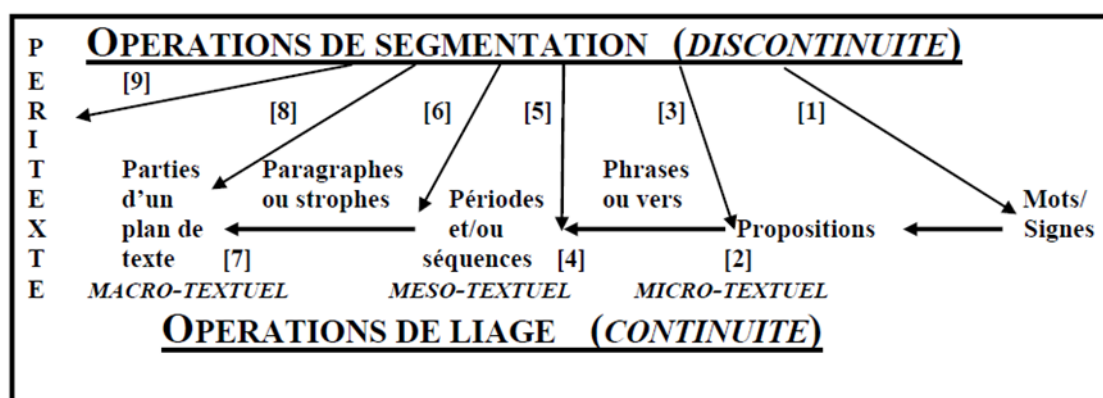 PERITEXTE
OPERATIONS DE SEGMENTATION (DISCONTINUITE)
[9] [8] [6] [5] [3] [1]
Parties Paragraphes Phrases
d’un ou strophes Périodes ou vers Mots/
plan de et/ou Propositions Signes
texte [7] séquences [4] [2]
MACRO-TEXTUEL MESO-TEXTUEL MICRO-TEXTUEL
OPERATIONS DE LIAGE (CONTINUITE)